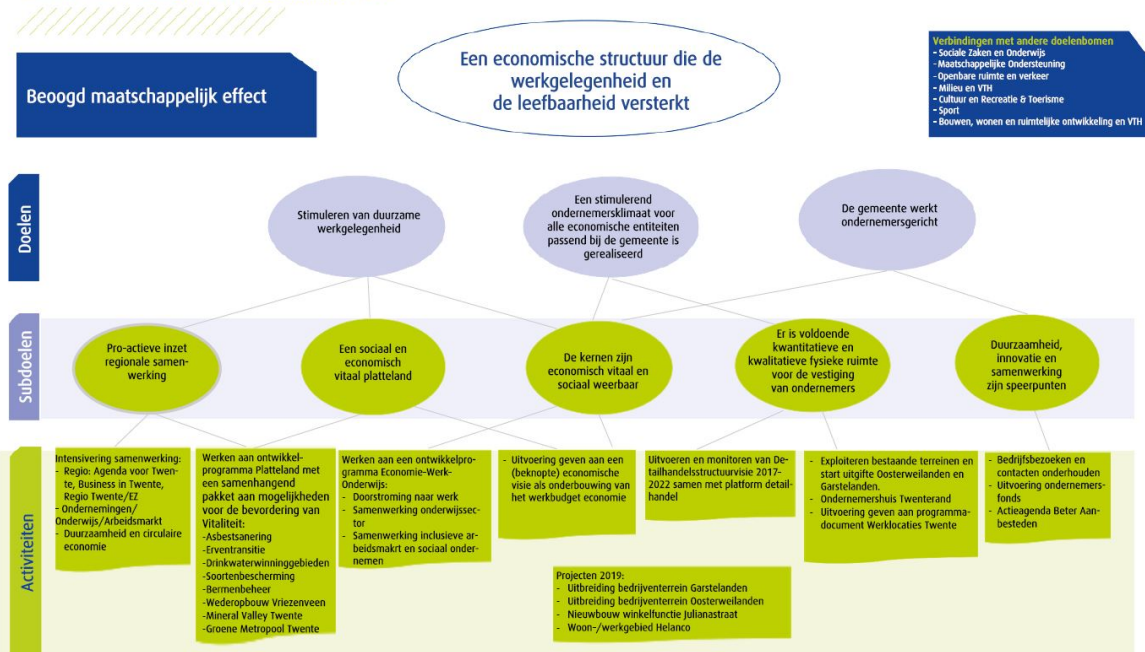 Beoogd maatschappelijk effect
Een economische structuur die de
werkgelegenheid en
de leefbaarheid versterkt
Verbindingen met andere doelenbomen
- Sociale Zaken en Onderwijs
- Maatschappelijke Ondersteuning
- Openbare ruimte en verkeer
- Milieu en VTH
- Cultuur en Recreatie & Toerisme
- Sport
- Bouwen, wonen en ruimtelijke ontwikkeling en VTH
Doelen
Stimuleren van duurzame
werkgelegenheid
Een stimulerend
ondernemersklimaat voor
alle economische entiteiten
passend bij de gemeente is
gerealiseerd
De gemeente werkt
ondernemersgericht
Subdoelen
Pro-actieve inzet
regionale samen-
werking
Een sociaal en
economisch
vitaal platteland
De kernen zijn
economisch vitaal en
sociaal weerbaar
Er is voldoende
kwantitatieve en
kwalitatieve fysieke ruimte
voor de vestiging
van ondernemers
Duurzaamheid,
innovatie en
samenwerking
zijn speerpunten
Activiteiten
Intensivering samenwerking:
- Regio: Agenda voor Twen-
te, Business in Twente,
Regio Twente/EZ
- Ondernemingen/
Onderwijs/Arbeidsmarkt
- Duurzaamheid en circulaire
economie
Werken aan ontwikkel-
programma Platteland met
een samenhangend
pakket aan mogelijkheden
voor de bevordering van
Vitaliteit:
-Asbestsanering
-Erventransitie
-Drinkwaterwinninggebieden
-Soortenbescherming
-Bermenbeheer
-Wederopbouw Vriezenveen
-Mineral Valley Twente
-Groene Metropool Twente
Werken aan een ontwikkelpro-
gramma Economie-Werk-
Onderwijs:
- Doorstroming naar werk
- Samenwerking onderwijssec-
tor
- Samenwerking inclusieve ar-
beidsmakrt en sociaal onder-
nemen
- Uitvoering geven aan een
(beknopte) economische
visie als onderbouwing van
het werkbudget economie
Uitvoeren en monitoren van De-
tailhandelsstructuurvisie 2017-
2022 samen met platform detail-
handel
- Exploiteren bestaande terreinen en
start uitgifte Oosterweilanden en
Garstelanden.
- Ondernemershuis Twenterand
- Uitvoering geven aan programma-
document Werklocaties Twente
- Bedrijfsbezoeken en
contacten onderhouden
- Uitvoering ondernemers-
fonds
- Actieagenda Beter Aan-
besteden
Projecten 2019:
- Uitbreiding bedrijventerrein Garstelanden
- Uitbreiding bedrijventerrein Oosterweilanden
- Nieuwbouw winkelfunctie Julianastraat
- Woon-/werkgebied Helanco